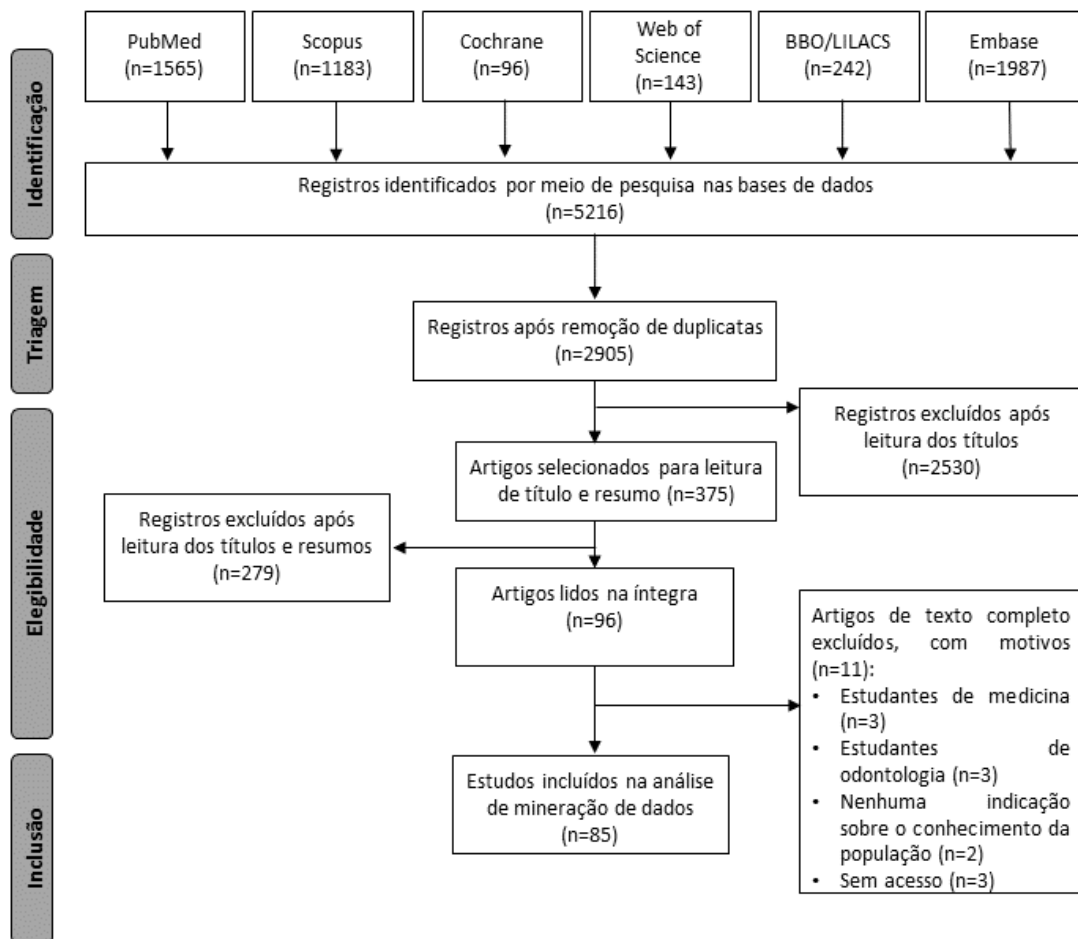 PubMed
(n=1565)
Scopus
(n=1183)
Cochrane
(n=96)
Web of
Science
(n=143)
BBO/LILACS
(n=242)
Embase
(n=1987)
Identificação
Registros identificados por meio de pesquisa nas bases de dados
(n=5216)
Triagem
Registros após remoção de duplicatas
(n=2905)
Registros excluídos após
leitura dos títulos
(n=2530)
Elegibilidade
Artigos selecionados para leitura
de título e resumo (n=375)
Registros excluídos após
leitura dos títulos e resumos
(n=279)
Artigos lidos na íntegra
(n=96)
Artigos de texto completo
excluídos, com motivos
(n=11):
• Estudantes de medicina
(n=3)
• Estudantes de
odontologia (n=3)
• Nenhuma indicação
sobre o conhecimento da
população (n=2)
• Sem acesso (n=3)
Inclusão
Estudos incluídos na análise
de mineração de dados
(n=85)